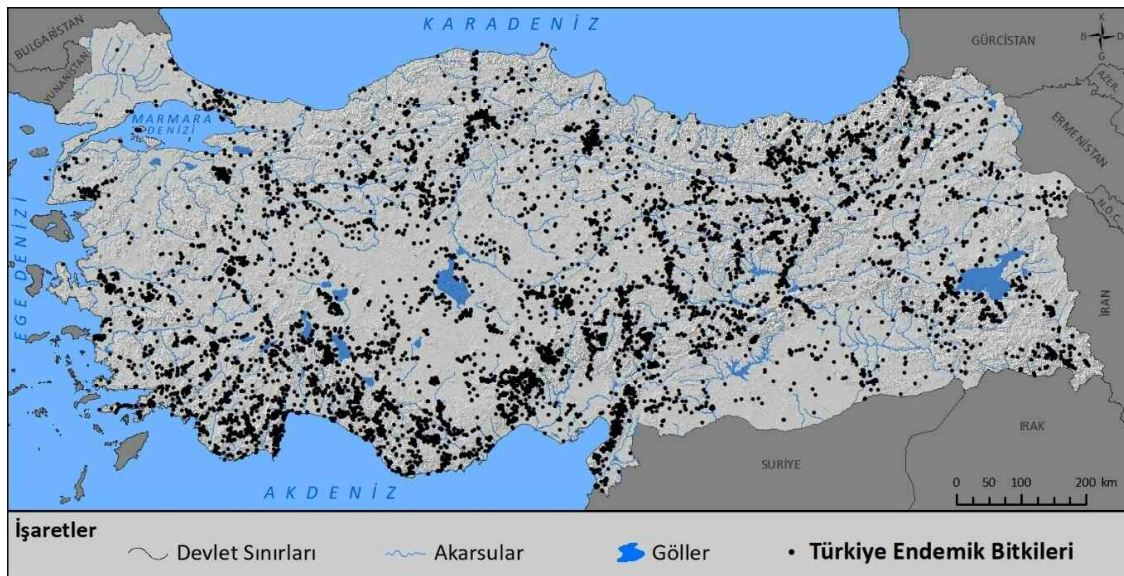 KARADENİZ
BULGARİSTAN
YUNANİSTAN
GÜRCİSTAN
K
B D
G
AZER.
ERMENİSTAN
N.Ö.C.
MARMARA
DENİZİ
EGE DENİZİ
İRAN
IRAK
SURİYE
AKDENİZ
0 50 100 200 km
İşaretler
Devlet Sınırları Akarsular Göller Türkiye Endemik Bitkileri